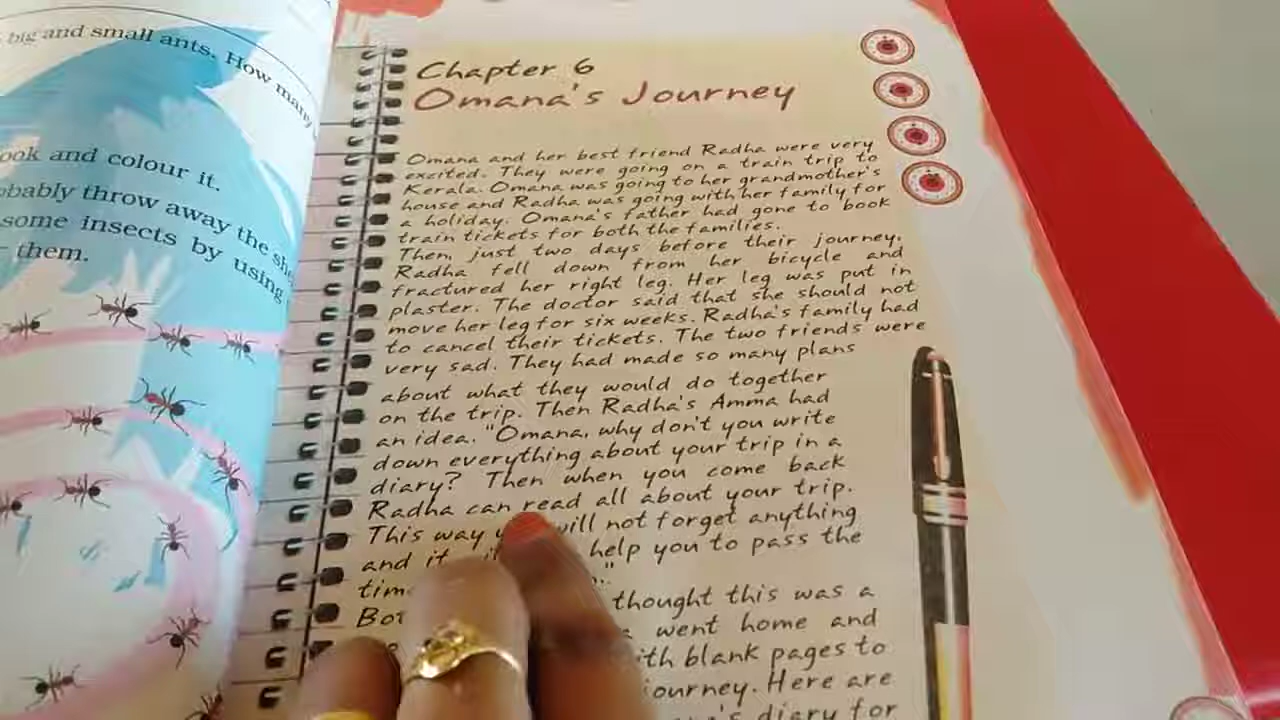 big and small ants. How many
ook and colour it.
obably throw away the she
some insects by using
them.
Chapter 6
Omana's Journey
Omana and her best friend Radha were very
excited. They were going on a train trip to
Kerala. Omana was going to her grandmother's
house and Radha was going with her family for
a holiday. Omana's father had gone to book
train tickets for both the families.
Then, just two days before their journey,
Radha fell down from her bicycle and
fractured her right leg. Her leg was put in
plaster. The doctor said that she should not
move her leg for six weeks. Radha's family had
to cancel their tickets. The two friends were
very sad. They had made so many plans
about what they would do together
on the trip. Then Radha's Amma had
an idea. "Omana, why don't you write
down everything about your trip in a
diary? Then when you come back
Radha can read all about your trip.
This way will not forget anything
and it help you to pass the
thought this was a
went home and
ith blank pages to
journey. Here are
diary for